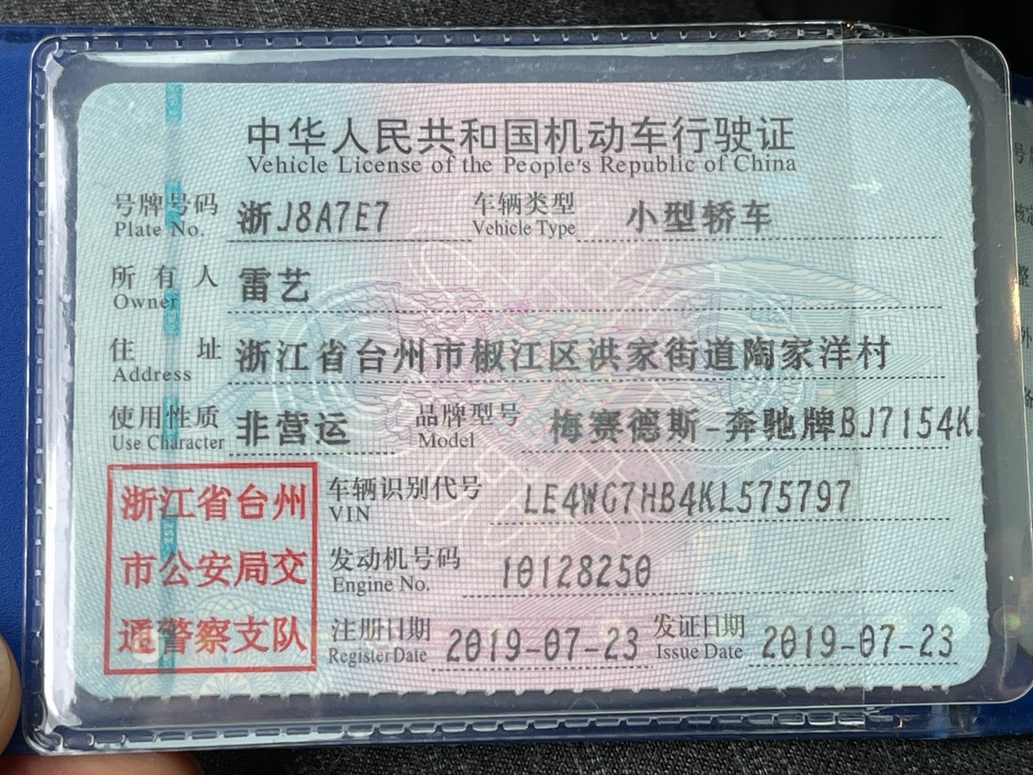 中华人民共和国机动车行驶证
Vehicle License of the People's Republic of China
号牌号码 浙J8A7E7 车辆类型 小型轿车
Plate No. Vehicle Type
所有人 雷艺
Owner
住址 浙江省台州市椒江区洪家街道陶家洋村
Address
使用性质 非营运 品牌型号 梅赛德斯-奔驰牌BJ7154K
Use Character Model
浙江省台州
市公安局交
通警察支队
车辆识别代号 LE4WG7HB4KL575797
VIN
发动机号码 10128250
Engine No.
注册日期 2019-07-23 发证日期 2019-07-23
Register Date Issue Date